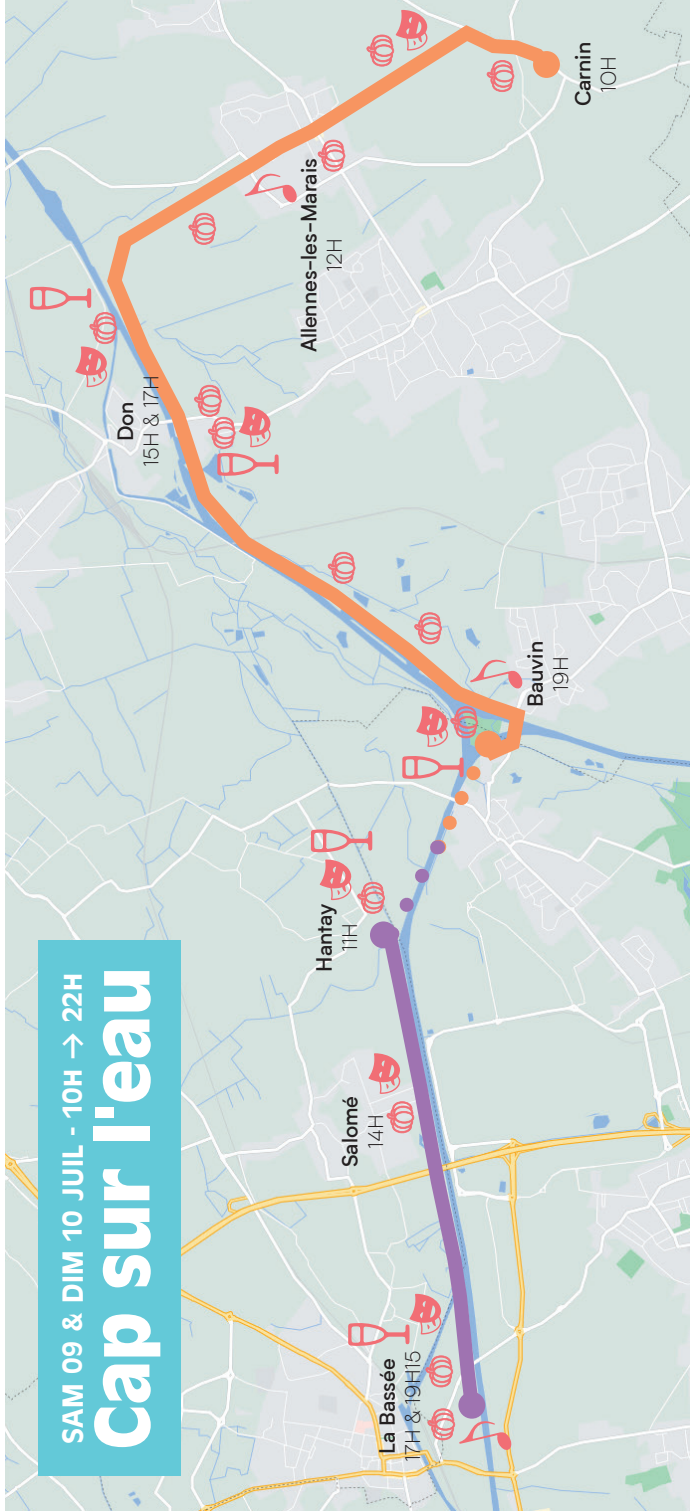 SAM 09 & DIM 10 JUIL - 10H → 22H
Cap sur l'eau
La Bassée
17H & 19H15
Salomé
14H
Hantay
11H
Bauvin
19H
Don
15H & 17H
Allennes-les-Marais
12H
Carnin
10H